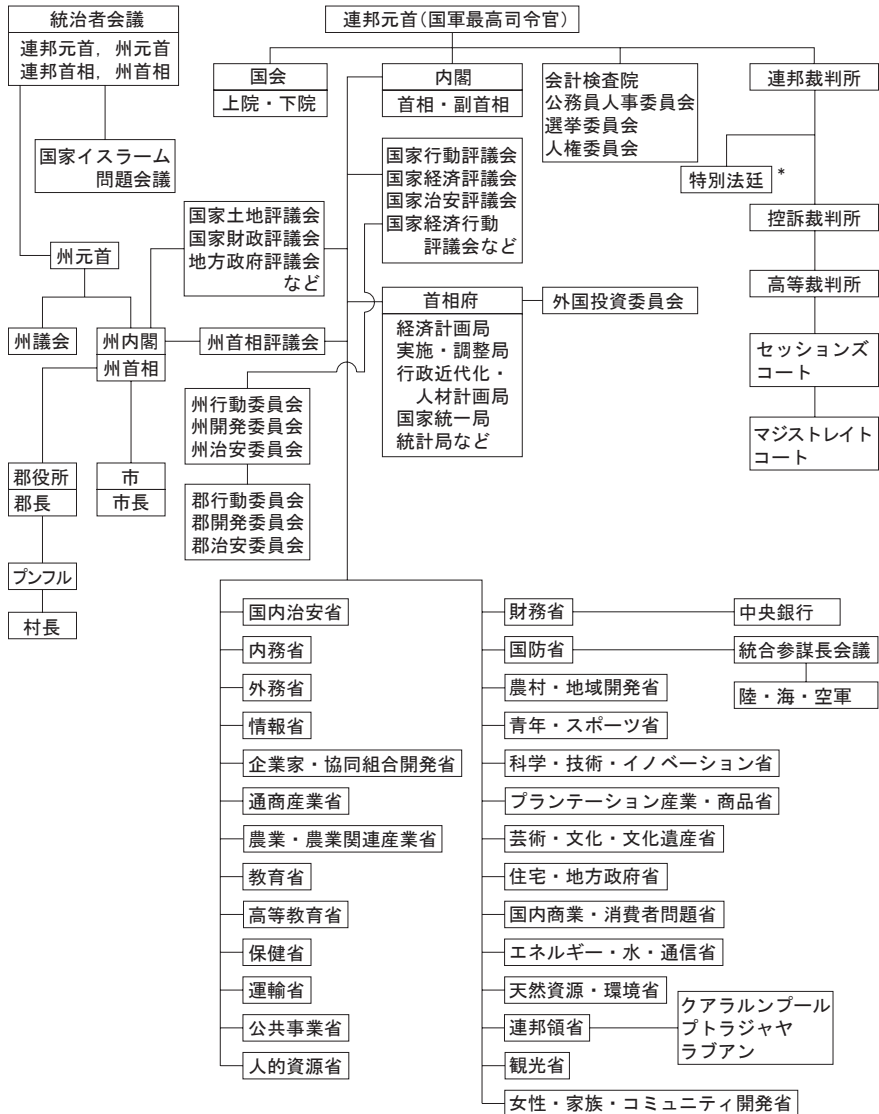 統治者会議
連邦元首，州元首
連邦首相，州首相
国家イスラーム
問題会議
州元首
州議会
州内閣
州首相
郡役所
郡長
市
市長
プンフル
村長
連邦元首(国軍最高司令官)
国会
上院・下院
内閣
首相・副首相
会計検査院
公務員人事委員会
選挙委員会
人権委員会
連邦裁判所
特別法廷 *
控訴裁判所
高等裁判所
セッションズ
コート
マジストレイト
コート
国家行動評議会
国家経済評議会
国家治安評議会
国家経済行動
評議会など
国家土地評議会
国家財政評議会
地方政府評議会
など
州首相評議会
首相府
経済計画局
実施・調整局
行政近代化・
人材計画局
国家統一局
統計局など
外国投資委員会
州行動委員会
州開発委員会
州治安委員会
郡行動委員会
郡開発委員会
郡治安委員会
国内治安省
内務省
外務省
情報省
企業家・協同組合開発省
通商産業省
農業・農業関連産業省
教育省
高等教育省
保健省
運輸省
公共事業省
人的資源省
財務省
中央銀行
国防省
統合参謀長会議
陸・海・空軍
農村・地域開発省
青年・スポーツ省
科学・技術・イノベーション省
プランテーション産業・商品省
芸術・文化・文化遺産省
住宅・地方政府省
国内商業・消費者問題省
エネルギー・水・通信省
天然資源・環境省
連邦領省
クアラルンプール
プトラジャヤ
ラブアン
観光省
女性・家族・コミュニティ開発省